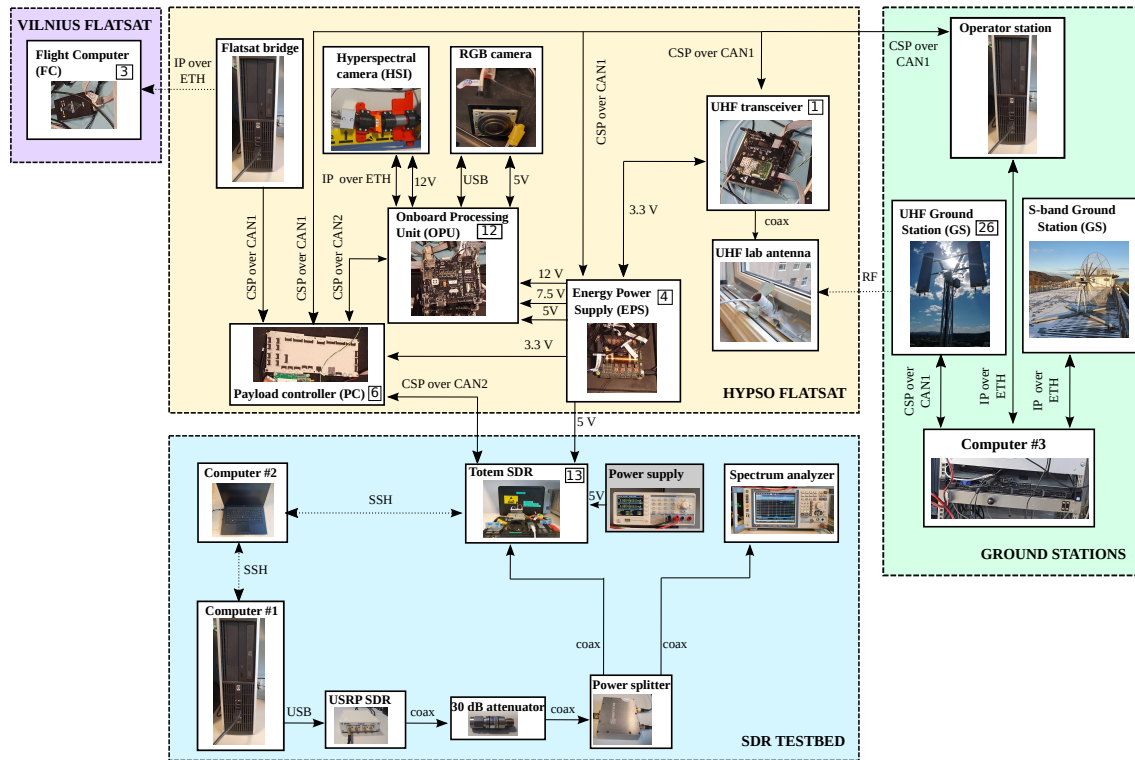 VILNIUS FLATSAT
Flight Computer
(FC)
3
IP over
ETH
Flatsat bridge
Hyperspectral
camera (HSI)
RGB camera
CSP over CAN1
CSP over CAN1
UHF transceiver
1
CSP over
CAN1
Operator station
IP over ETH
12V
USB
5V
Onboard Processing
Unit (OPU)
12
3.3 V
coax
UHF lab antenna
RF
UHF Ground
Station (GS)
26
S-band Ground
Station (GS)
CSP over CAN1
CSP over CAN1
CSP over CAN2
12 V
7.5 V
5V
Energy Power
Supply (EPS)
4
3.3 V
Payload controller (PC)
6
CSP over CAN2
HYPSO FLATSAT
5 V
CSP over
CAN1
IP over
ETH
IP over
ETH
Computer #3
GROUND STATIONS
Computer #2
SSH
Totem SDR
13
5V
Power supply
Spectrum analyzer
SSH
Computer #1
USB
USRP SDR
coax
30 dB attenuator
coax
Power splitter
coax
coax
SDR TESTBED